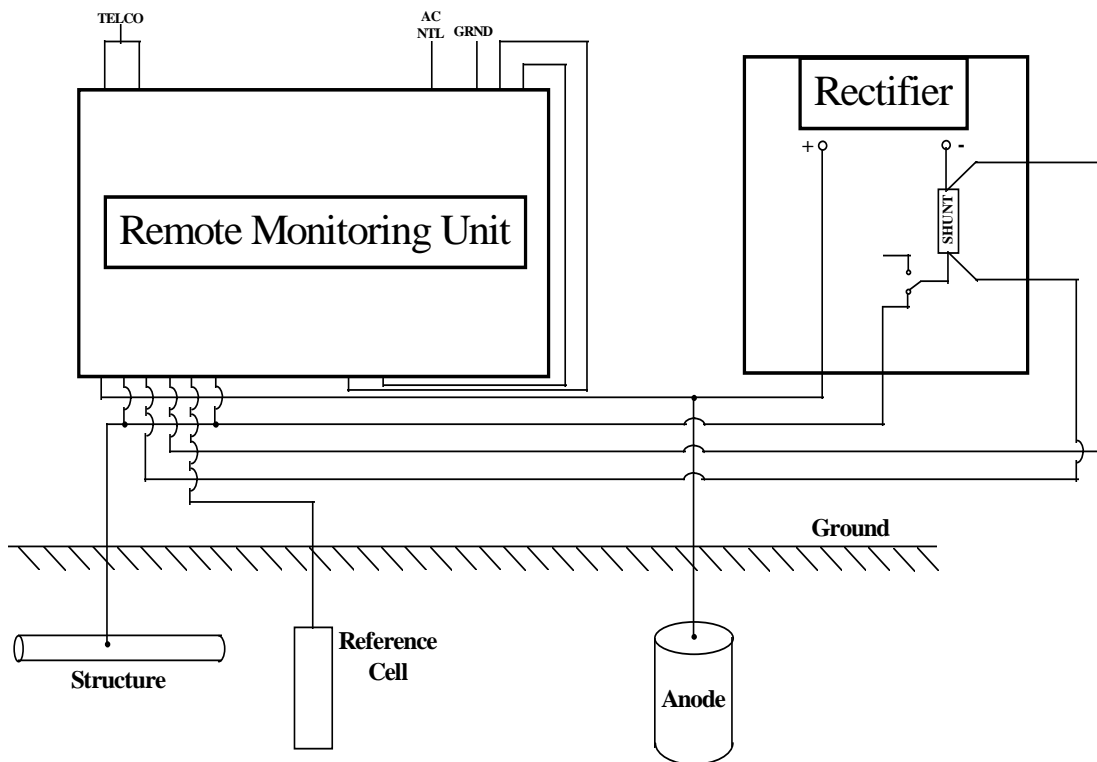 TELCO
AC
NTL
GRND
Rectifier
+
-
SHUNT
Remote Monitoring Unit
Ground
Structure
Reference
Cell
Anode